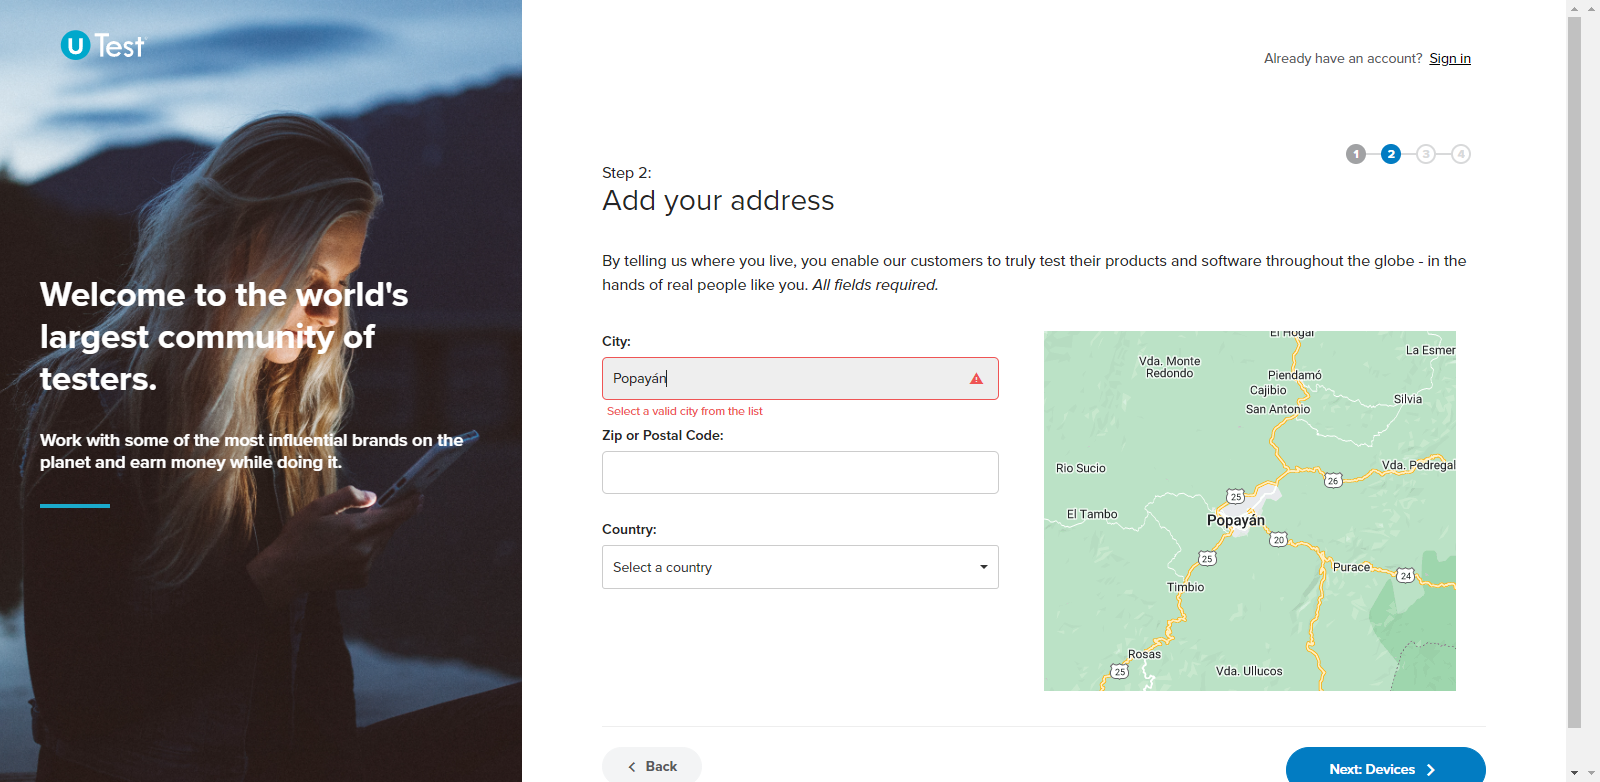 U Test
Already have an account? Sign in
1 2 3 4
Step 2:
Add your address
Welcome to the world's
largest community of
testers.
Work with some of the most influential brands on the
planet and earn money while doing it.
By telling us where you live, you enable our customers to truly test their products and software throughout the globe - in the
hands of real people like you. All fields required.
City:
Popayán
Select a valid city from the list
Zip or Postal Code:
Country:
Select a country
El Hogar
La Esmer
Vda. Monte
Redondo
Piendamó
Cajibio
Silvia
San Antonio
Rio Sucio
Vda. Pedregal
26
25
El Tambo
Popayán
20
25
Purace
24
Timbio
Rosas
25
Vda. Ullucos
Back
Next: Devices